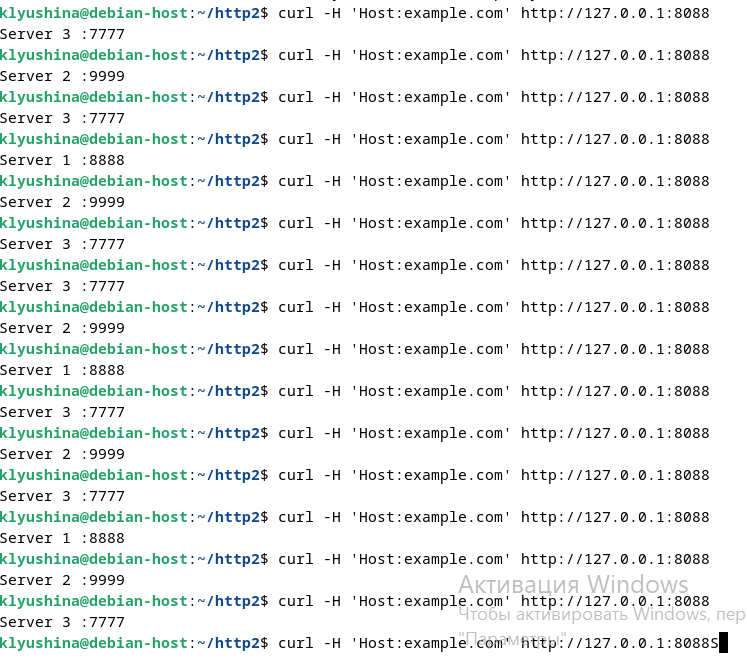 klyushina@debian-host:~/http2$ curl -H 'Host:example.com' http://127.0.0.1:8088
Server 3 :7777
klyushina@debian-host:~/http2$ curl -H 'Host:example.com' http://127.0.0.1:8088
Server 2 :9999
klyushina@debian-host:~/http2$ curl -H 'Host:example.com' http://127.0.0.1:8088
Server 3 :7777
klyushina@debian-host:~/http2$ curl -H 'Host:example.com' http://127.0.0.1:8088
Server 1 :8888
klyushina@debian-host:~/http2$ curl -H 'Host:example.com' http://127.0.0.1:8088
Server 2 :9999
klyushina@debian-host:~/http2$ curl -H 'Host:example.com' http://127.0.0.1:8088
Server 3 :7777
klyushina@debian-host:~/http2$ curl -H 'Host:example.com' http://127.0.0.1:8088
Server 3 :7777
klyushina@debian-host:~/http2$ curl -H 'Host:example.com' http://127.0.0.1:8088
Server 2 :9999
klyushina@debian-host:~/http2$ curl -H 'Host:example.com' http://127.0.0.1:8088
Server 1 :8888
klyushina@debian-host:~/http2$ curl -H 'Host:example.com' http://127.0.0.1:8088
Server 3 :7777
klyushina@debian-host:~/http2$ curl -H 'Host:example.com' http://127.0.0.1:8088
Server 2 :9999
klyushina@debian-host:~/http2$ curl -H 'Host:example.com' http://127.0.0.1:8088
Server 3 :7777
klyushina@debian-host:~/http2$ curl -H 'Host:example.com' http://127.0.0.1:8088
Server 1 :8888
klyushina@debian-host:~/http2$ curl -H 'Host:example.com' http://127.0.0.1:8088
Server 2 :9999
Активация Windows
klyushina@debian-host:~/http2$ curl -H 'Host:example.com' http://127.0.0.1:8088
Чтобы активировать Windows, пер
Server 3 :7777
klyushina@debian-host:~/http2$ curl -H 'Host:example.com' http://127.0.0.1:8088S
"Параметры"